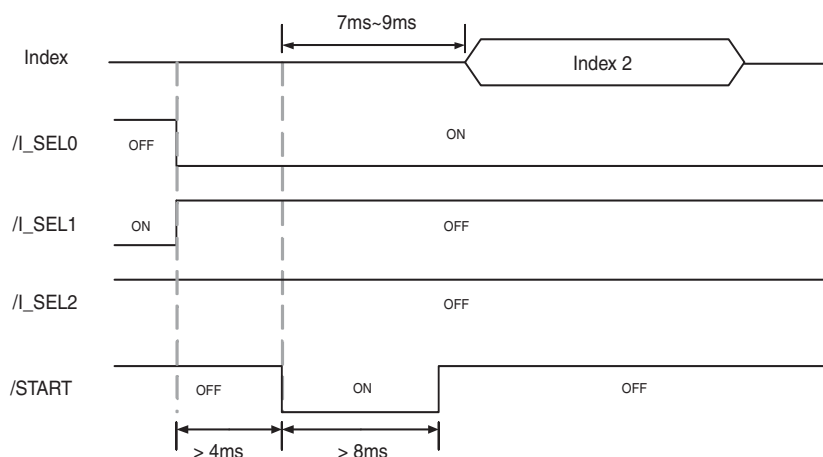 7ms~9ms
Index
Index 2
/I_SEL0
OFF
ON
/I_SEL1
ON
OFF
/I_SEL2
OFF
/START
OFF
ON
OFF
> 4ms
> 8ms